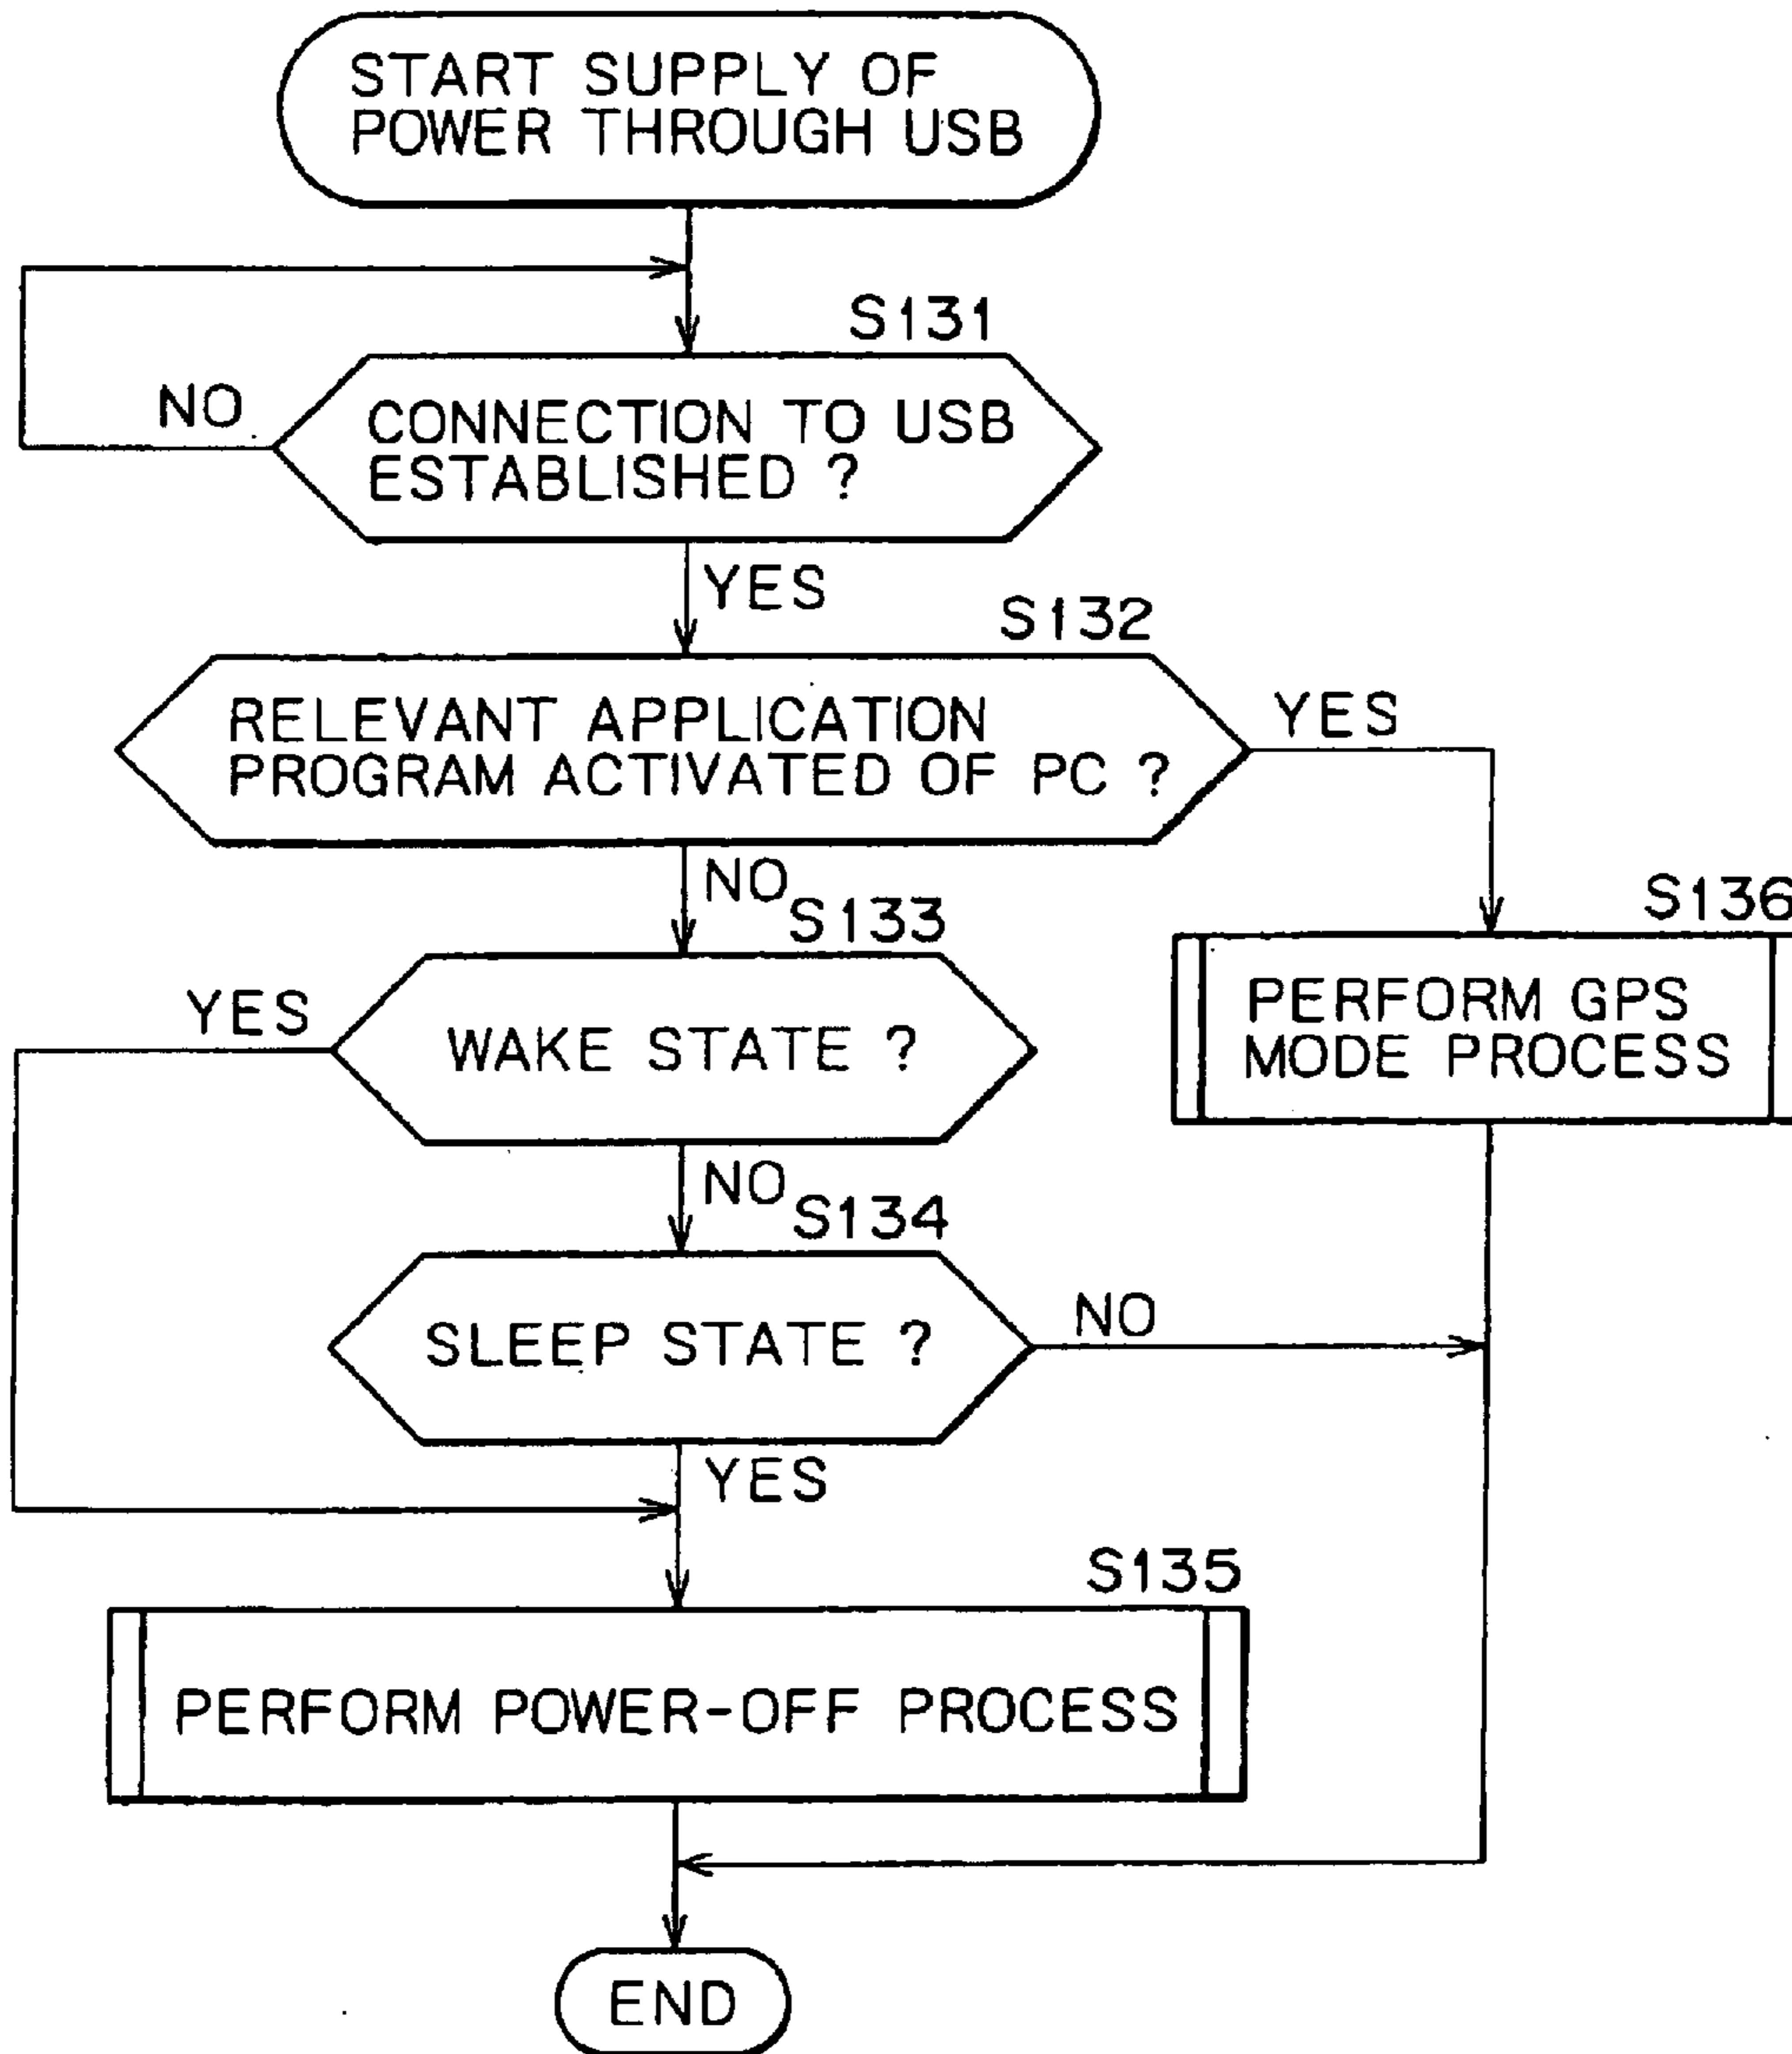 START SUPPLY OF
POWER THROUGH USB
S131
NO
CONNECTION TO USB
ESTABLISHED ?
YES
S132
RELEVANT APPLICATION
PROGRAM ACTIVATED OF PC ?
YES
NO
S133
S136
YES
WAKE STATE ?
PERFORM GPS
MODE PROCESS
NO
S134
SLEEP STATE ?
NO
YES
S135
PERFORM POWER-OFF PROCESS
END